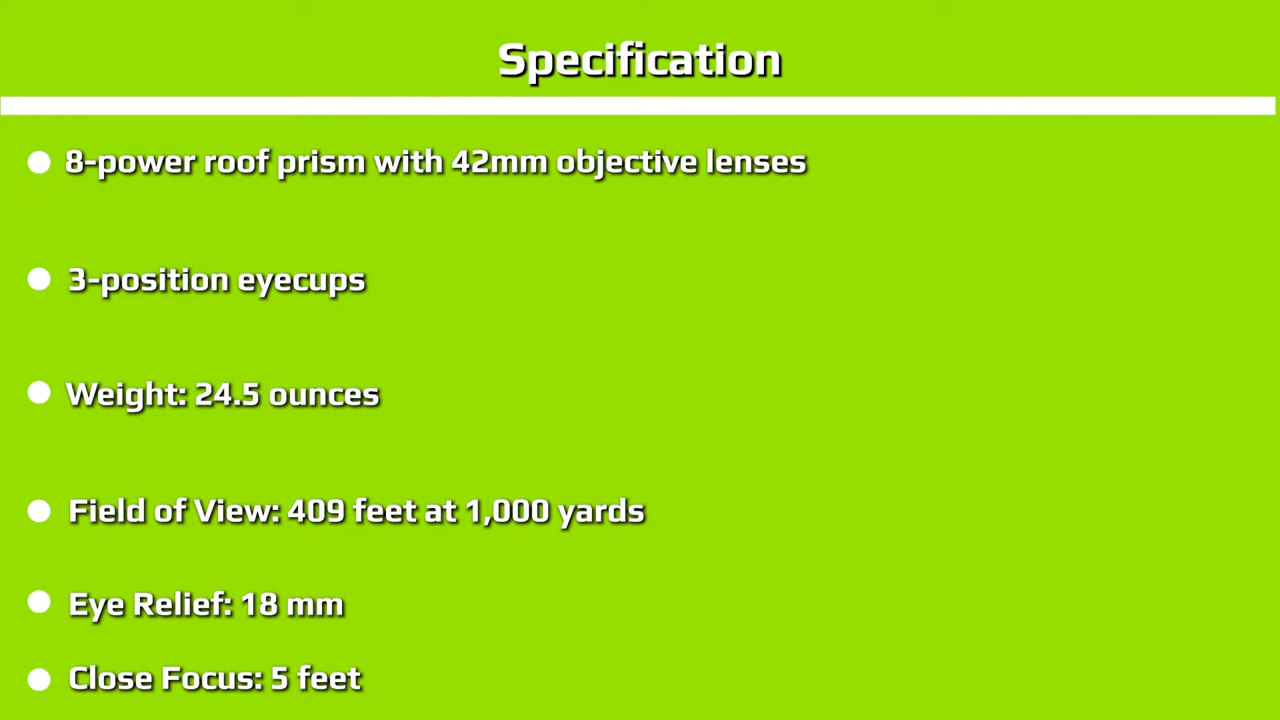 Specification
8-power roof prism with 42mm objective lenses
3-position eyecups
Weight: 24.5 ounces
Field of View: 409 feet at 1,000 yards
Eye Relief: 18 mm
Close Focus: 5 feet